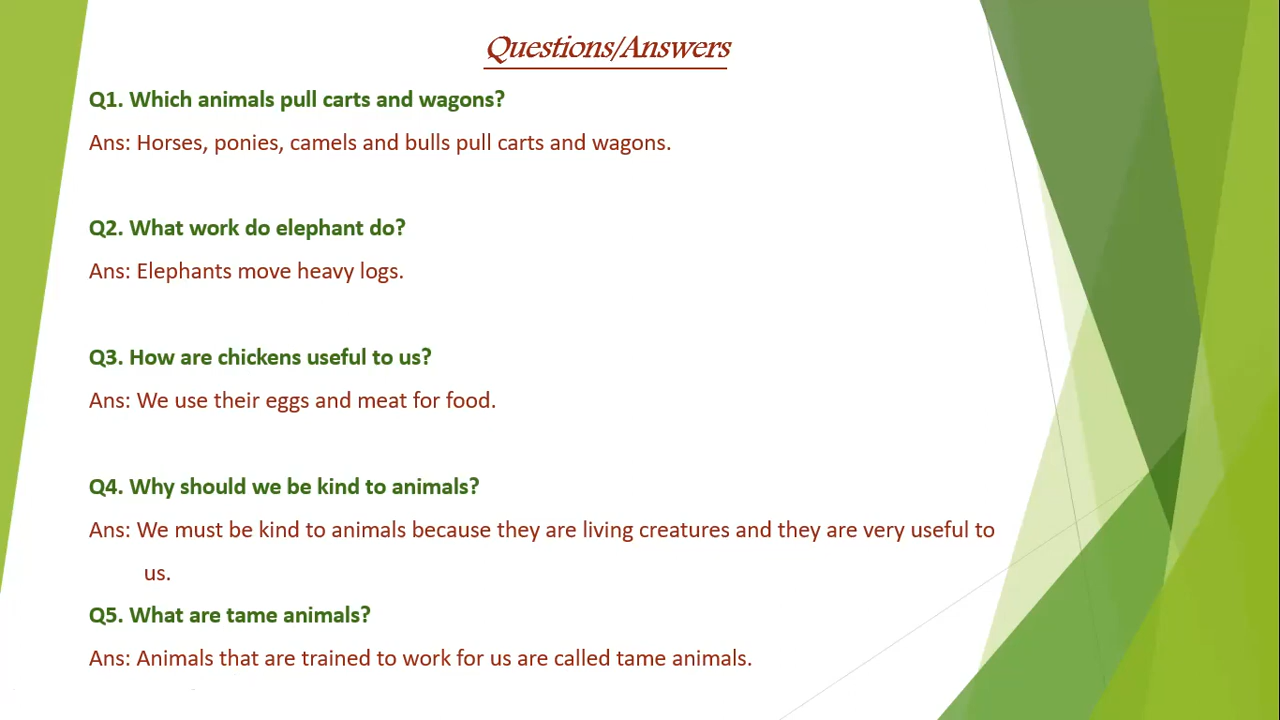 Questions/Answers
Q1. Which animals pull carts and wagons?
Ans: Horses, ponies, camels and bulls pull carts and wagons.
Q2. What work do elephant do?
Ans: Elephants move heavy logs.
Q3. How are chickens useful to us?
Ans: We use their eggs and meat for food.
Q4. Why should we be kind to animals?
Ans: We must be kind to animals because they are living creatures and they are very useful to
us.
Q5. What are tame animals?
Ans: Animals that are trained to work for us are called tame animals.